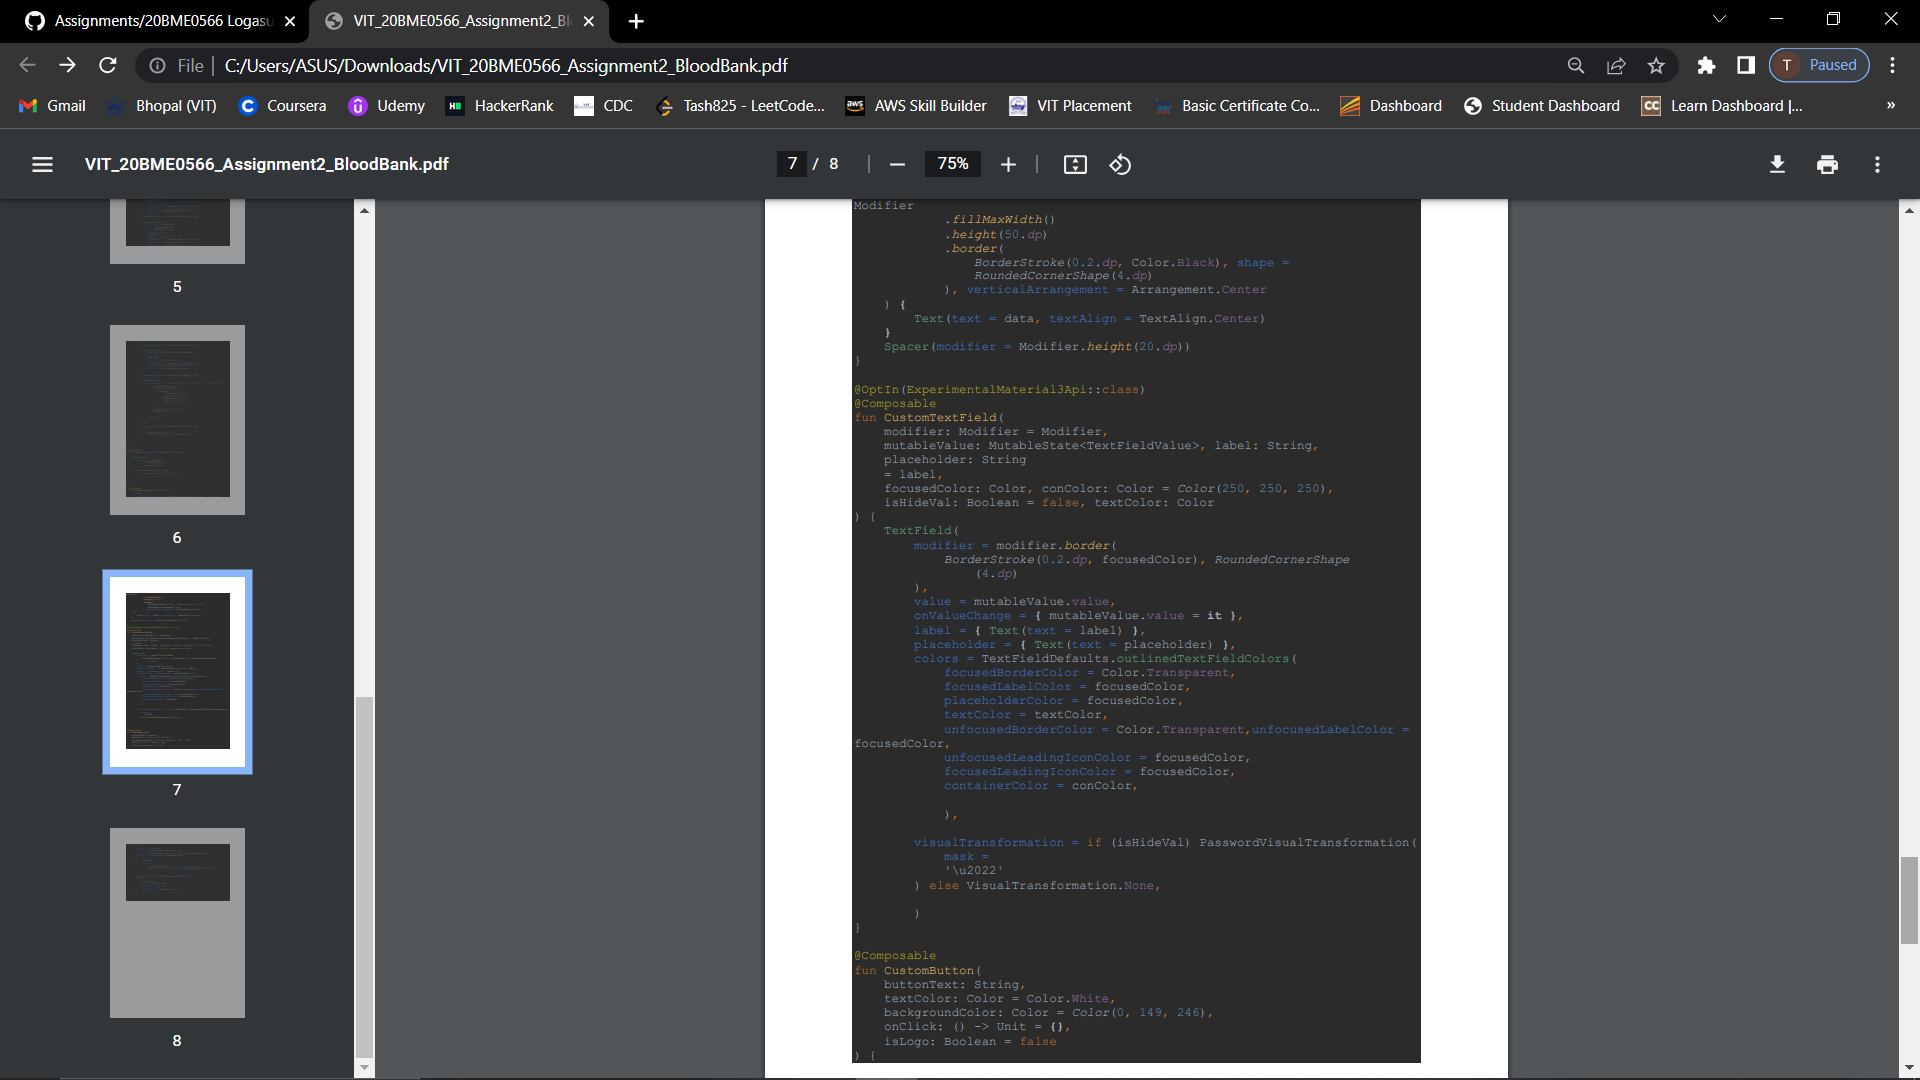 Assignments/20BME0566 Logasu
VIT_20BME0566_Assignment2_Bl
File
C:/Users/ASUS/Downloads/VIT_20BME0566_Assignment2_BloodBank.pdf
T Paused
Gmail
Bhopal (VIT)
Coursera
Udemy
HackerRank
CDC
Tash825 - LeetCode...
AWS Skill Builder
VIT Placement
Basic Certificate Co...
Dashboard
Student Dashboard
Learn Dashboard |...
»
VIT_20BME0566_Assignment2_BloodBank.pdf
7 / 8
75%
5
6
7
8
Modifier
.fillMaxWidth()
.height(50.dp)
.border(
BorderStroke(0.2.dp, Color.Black), shape =
RoundedCornerShape(4.dp)
), verticalArrangement = Arrangement.Center
) {
Text(text = data, textAlign = TextAlign.Center)
}
Spacer(modifier = Modifier.height(20.dp))
}
@OptIn(ExperimentalMaterial3Api::class)
@Composable
fun CustomTextField(
modifier: Modifier = Modifier,
mutableValue: MutableState<TextFieldValue>, label: String,
placeholder: String
= label,
focusedColor: Color, conColor: Color = Color(250, 250, 250),
isHideVal: Boolean = false, textColor: Color
) {
TextField(
modifier = modifier.border(
BorderStroke(0.2.dp, focusedColor), RoundedCornerShape
(4.dp)
),
value = mutableValue.value,
onValueChange = { mutableValue.value = it },
label = { Text(text = label) },
placeholder = { Text(text = placeholder) },
colors = TextFieldDefaults.outlinedTextFieldColors(
focusedBorderColor = Color.Transparent,
focusedLabelColor = focusedColor,
placeholderColor = focusedColor,
textColor = textColor,
unfocusedBorderColor = Color.Transparent,unfocusedLabelColor =
focusedColor,
unfocusedLeadingIconColor = focusedColor,
focusedLeadingIconColor = focusedColor,
containerColor = conColor,
),
visualTransformation = if (isHideVal) PasswordVisualTransformation(
mask =
'\u2022'
) else VisualTransformation.None,
)
}
@Composable
fun CustomButton(
buttonText: String,
textColor: Color = Color.White,
backgroundColor: Color = Color(0, 149, 246),
onClick: () -> Unit = {},
isLogo: Boolean = false
) {